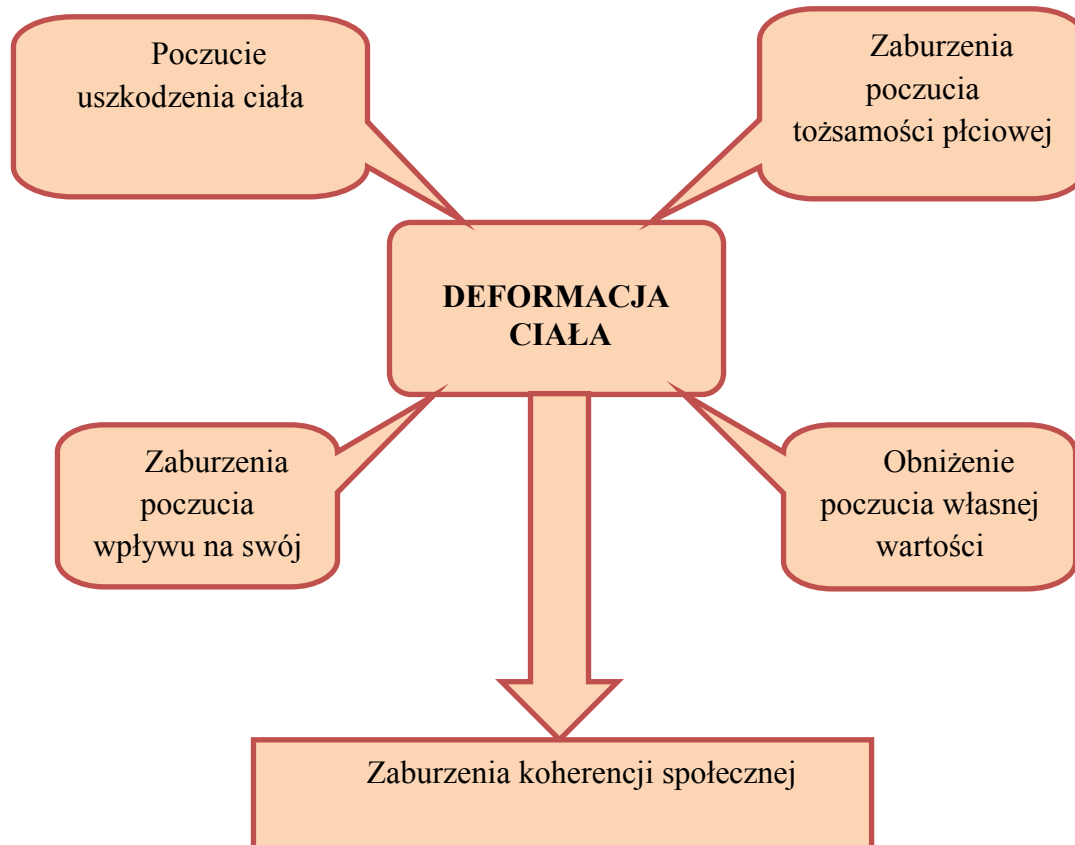 Poczucie
uszkodzenia ciała
Zaburzenia
poczucia
tożsamości płciowej
DEFORMACJA
CIAŁA
Zaburzenia
poczucia
wpływu na swój
Obniżenie
poczucia własnej
wartości
Zaburzenia koherencji społecznej